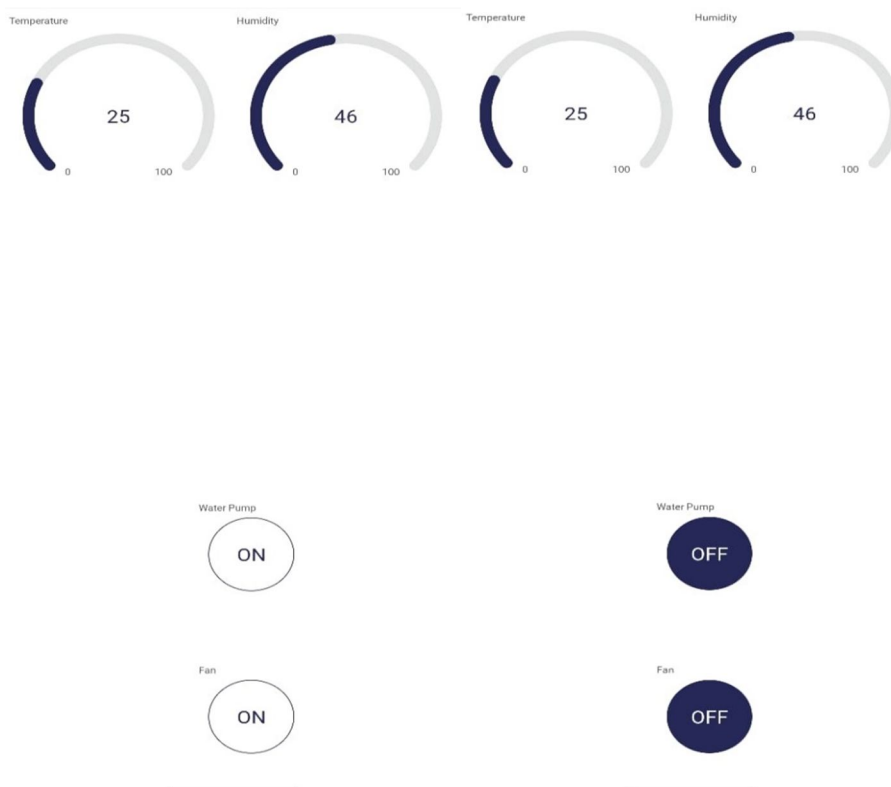 Temperature
Humidity
Temperature
Humidity
25
46
25
46
0
100
0
100
0
100
0
100
Water Pump
Water Pump
ON
OFF
Fan
Fan
ON
OFF